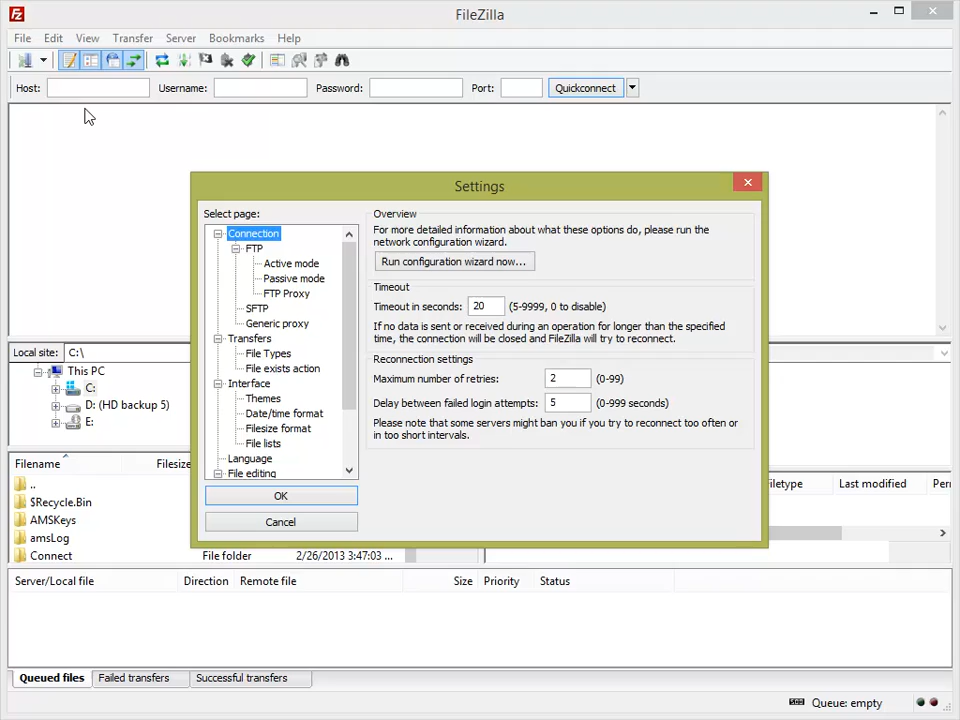 FileZilla
File Edit View Transfer Server Bookmarks Help
Host: Username: Password: Port: Quickconnect
Settings
Select page:
Connection
FTP
Active mode
Passive mode
FTP Proxy
SFTP
Generic proxy
Transfers
File Types
File exists action
Interface
Themes
Date/time format
Filesize format
File lists
Language
File editing
OK
Cancel
Overview
For more detailed information about what these options do, please run the
network configuration wizard.
Run configuration wizard now...
Timeout
Timeout in seconds: 20 (5-9999, 0 to disable)
If no data is sent or received during an operation for longer than the specified
time, the connection will be closed and FileZilla will try to reconnect.
Reconnection settings
Maximum number of retries: 2 (0-99)
Delay between failed login attempts: 5 (0-999 seconds)
Please note that some servers might ban you if you try to reconnect too often or
in too short intervals.
Local site: C:\
This PC
C:
D: (HD backup 5)
E:
Filename Filesize
..
$Recycle.Bin
AMSKeys
amsLog
Connect File folder 2/26/2013 3:47:03 ...
iletype Last modified Per
Server/Local file Direction Remote file Size Priority Status
Queued files Failed transfers Successful transfers
Queue: empty